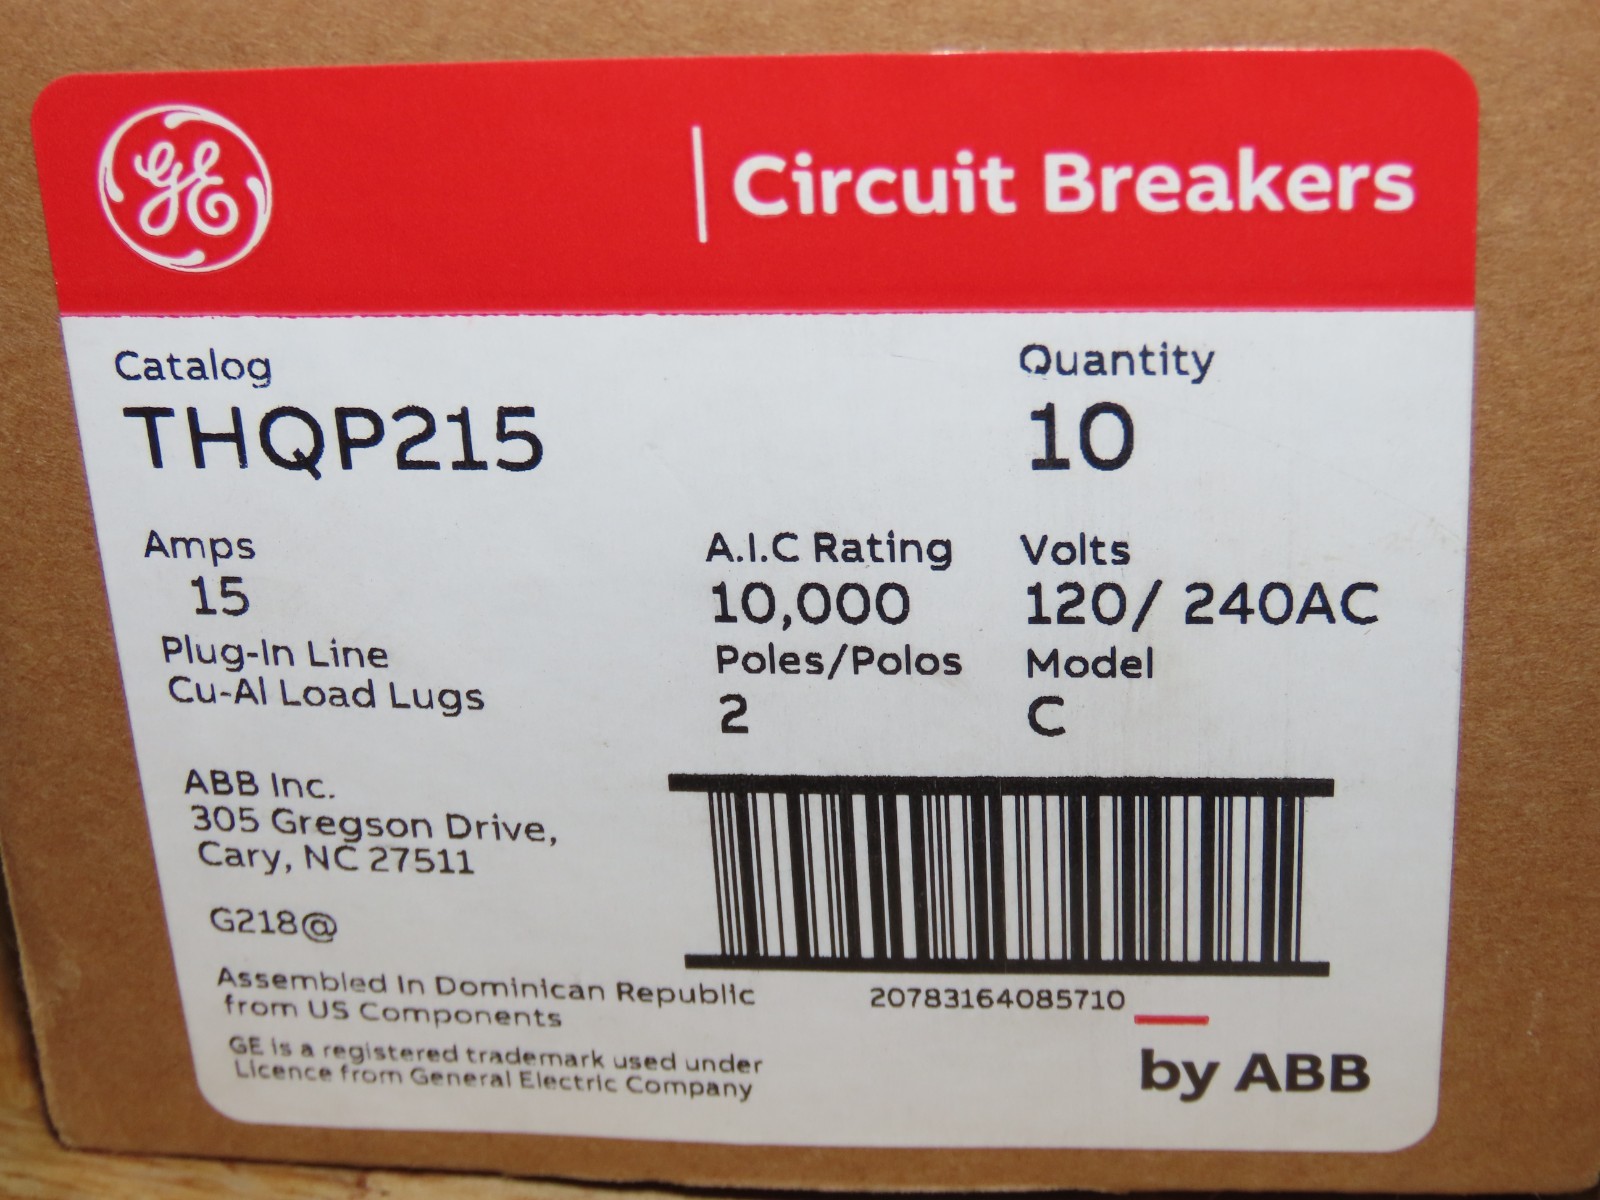 GE
Circuit Breakers
Catalog
THQP215
Quantity
10
Amps
15
A.I.C Rating
10,000
Volts
120/ 240AC
Plug-In Line
Cu-Al Load Lugs
Poles/Polos
2
Model
C
ABB Inc.
305 Gregson Drive,
Cary, NC 27511
G218@
Assembled In Dominican Republic
from US Components
GE is a registered trademark used under
Licence from General Electric Company
20783164085710
by ABB